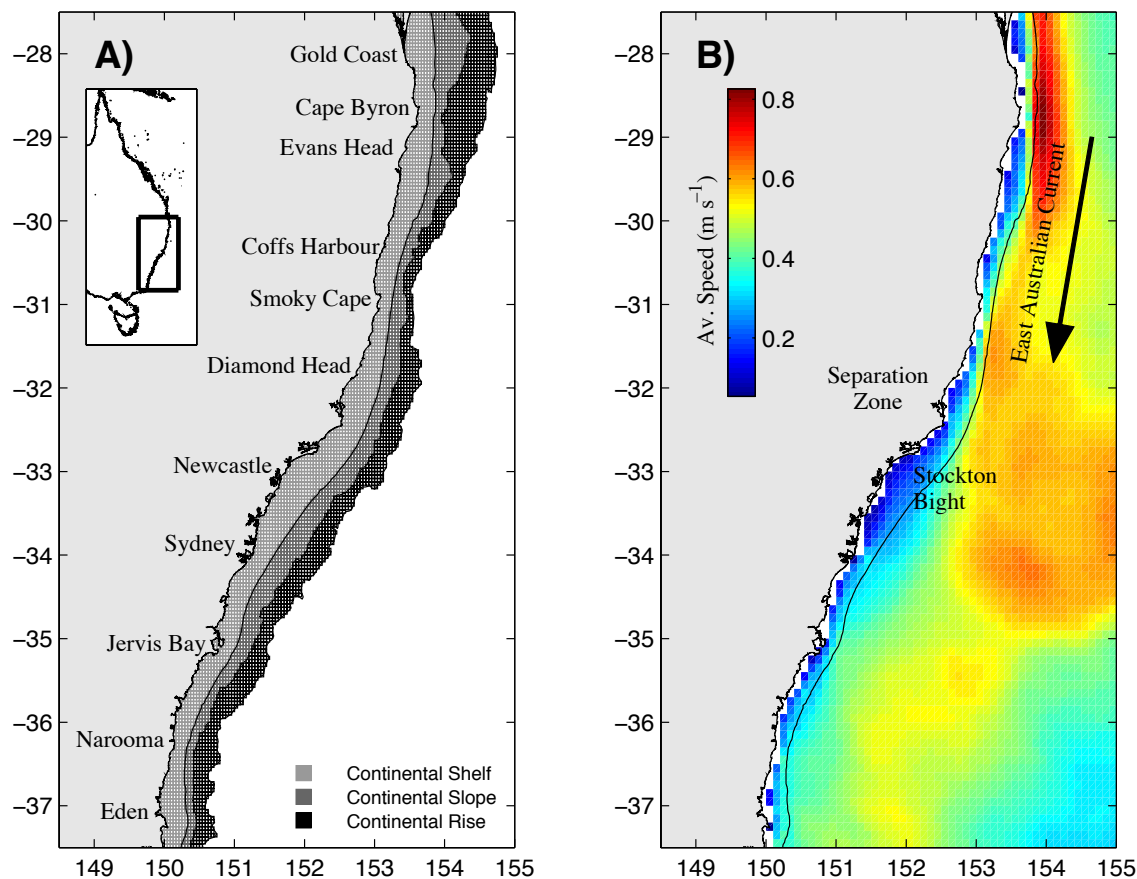 A)
Gold Coast
Cape Byron
Evans Head
Coffs Harbour
Smoky Cape
Diamond Head
Newcastle
Sydney
Jervis Bay
Narooma
Eden
Continental Shelf
Continental Slope
Continental Rise
−28
−29
−30
−31
−32
−33
−34
−35
−36
−37
149 150 151 152 153 154 155
B)
Av. Speed (m s−1)
0.8
0.6
0.4
0.2
East Australian Current
Separation
Zone
Stockton
Bight
−28
−29
−30
−31
−32
−33
−34
−35
−36
−37
149 150 151 152 153 154 155